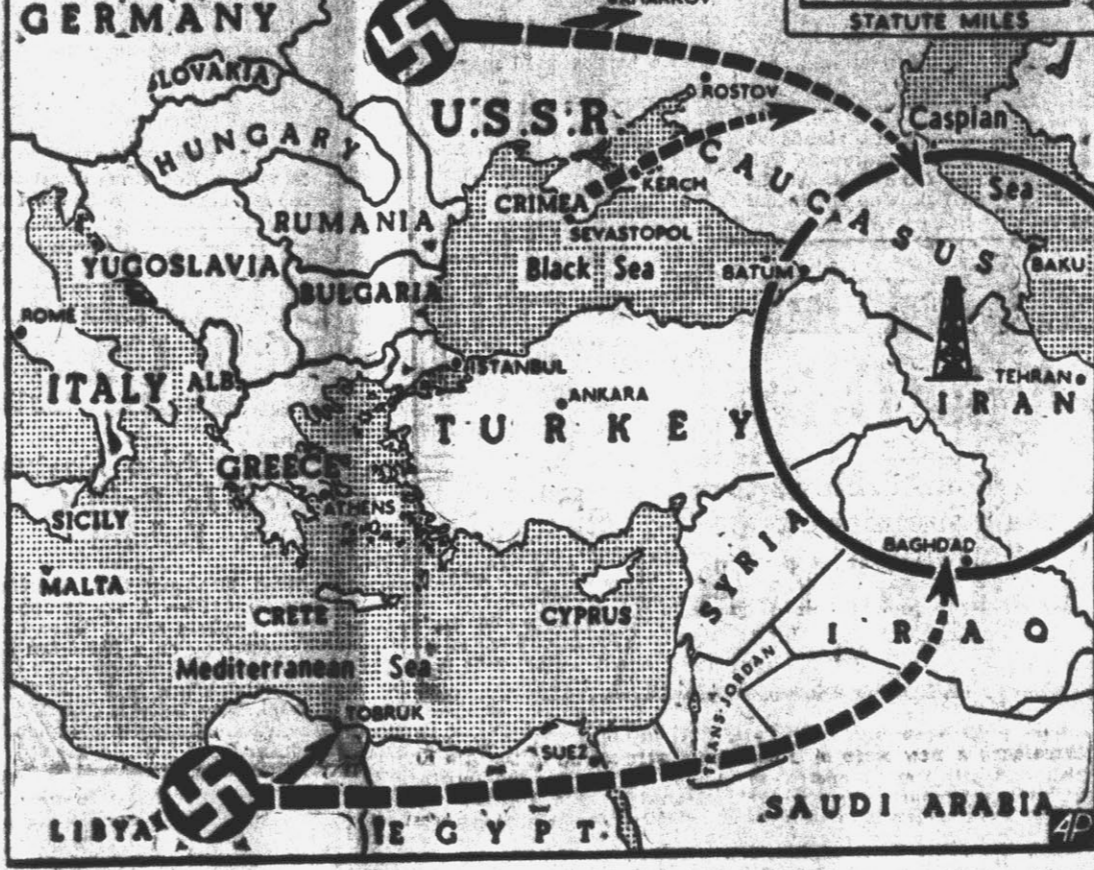 GERMANY
STATUTE MILES
SLOVAKIA
ROSTOV
HUNGARY
U.S.S.R.
Caspian
Sea
CAUCASUS
KERCH
CRIMEA
RUMANIA
SEVASTOPOL
YUGOSLAVIA
Black Sea
BATUM
BAKU
BULGARIA
ROME
ISTANBUL
TEHRAN
ITALY
ALB.
ANKARA
IRAN
TURKEY
GREECE
ATHENS
SICILY
SYRIA
BAGHDAD
MALTA
CRETE
CYPRUS
IRAQ
Mediterranean Sea
TRANS-JORDAN
TOBRUK
SUEZ
SAUDI ARABIA
LIBYA
EGYPT
AP